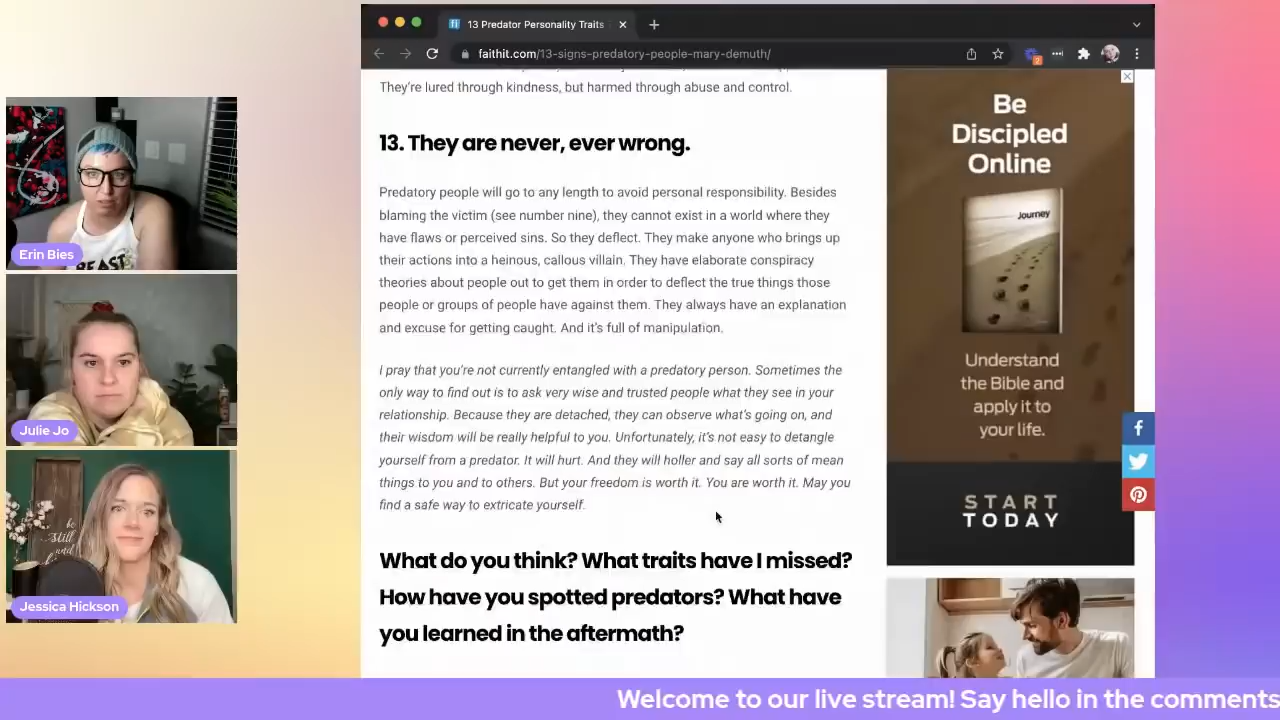 13 Predator Personality Traits
faithit.com/13-signs-predatory-people-mary-demuth/
2
They're lured through kindness, but harmed through abuse and control.
13. They are never, ever wrong.
Predatory people will go to any length to avoid personal responsibility. Besides
blaming the victim (see number nine), they cannot exist in a world where they
have flaws or perceived sins. So they deflect. They make anyone who brings up
their actions into a heinous, callous villain. They have elaborate conspiracy
theories about people out to get them in order to deflect the true things those
people or groups of people have against them. They always have an explanation
and excuse for getting caught. And it's full of manipulation.
I pray that you're not currently entangled with a predatory person. Sometimes the
only way to find out is to ask very wise and trusted people what they see in your
relationship. Because they are detached, they can observe what's going on, and
their wisdom will be really helpful to you. Unfortunately, it's not easy to detangle
yourself from a predator. It will hurt. And they will holler and say all sorts of mean
things to you and to others. But your freedom is worth it. You are worth it. May you
find a safe way to extricate yourself.
What do you think? What traits have I missed?
How have you spotted predators? What have
you learned in the aftermath?
Be
Discipled
Online
Journey
Understand
the Bible and
apply it to
your life.
START
TODAY
BEAST
Erin Bies
Julie Jo
be
still
and
Jessica Hickson
Welcome to our live stream! Say hello in the comments